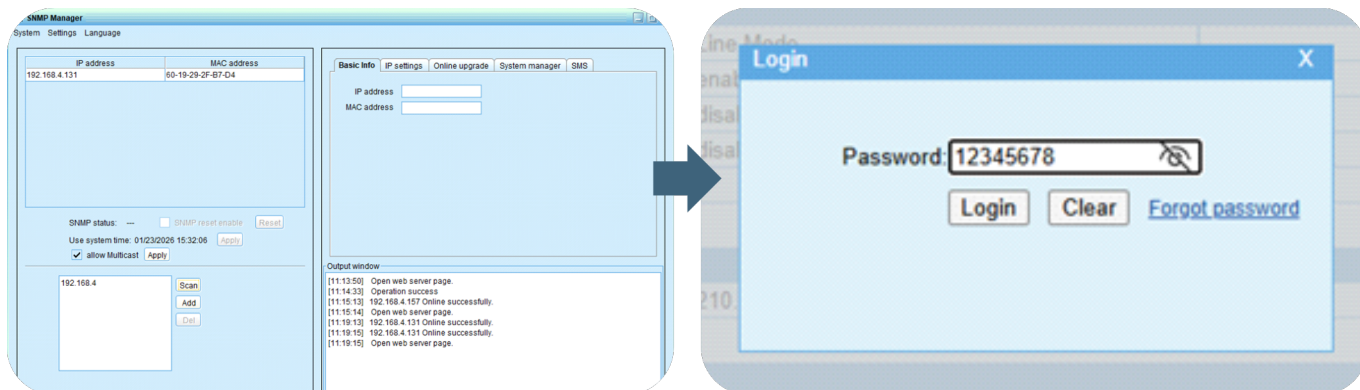 SNMP Manager
System Settings Language
IP address MAC address
192.168.4.131 60-19-29-2F-B7-D4
SNMP status: --- SNMP reset enable Reset
Use system time: 01/23/2026 15:32:06 Apply
allow Multicast Apply
192.168.4
Scan
Add
Del
Basic Info IP settings Online upgrade System manager SMS
IP address
MAC address
Output window
[11:13:50] Open web server page.
[11:14:33] Operation success
[11:15:13] 192.168.4.157 Online successfully.
[11:15:14] Open web server page.
[11:19:13] 192.168.4.131 Online successfully.
[11:19:15] 192.168.4.131 Online successfully.
[11:19:15] Open web server page.
Line Mode
Login X
Password: 12345678
Login Clear Forgot password
210.